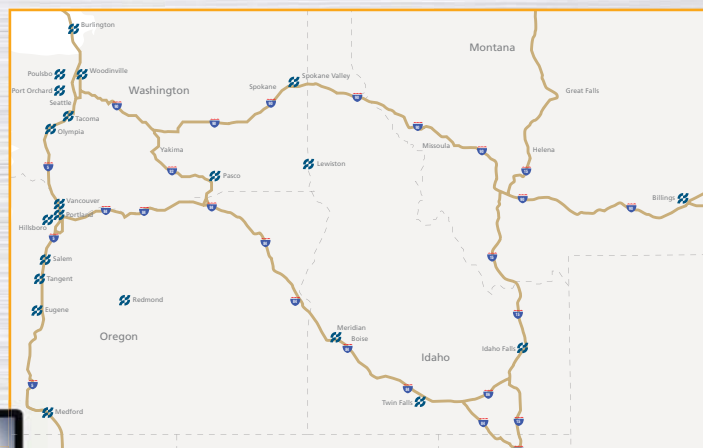 Burlington
Montana
Poulsbo
Woodinville
Spokane Valley
Port Orchard
Washington
Spokane
Great Falls
Seattle
Tacoma
Olympia
Yakima
Missoula
Helena
Lewiston
Pasco
Vancouver
Billings
Portland
Hillsboro
Salem
Tangent
Redmond
Eugene
Meridian
Oregon
Boise
Idaho Falls
Idaho
Twin Falls
Medford